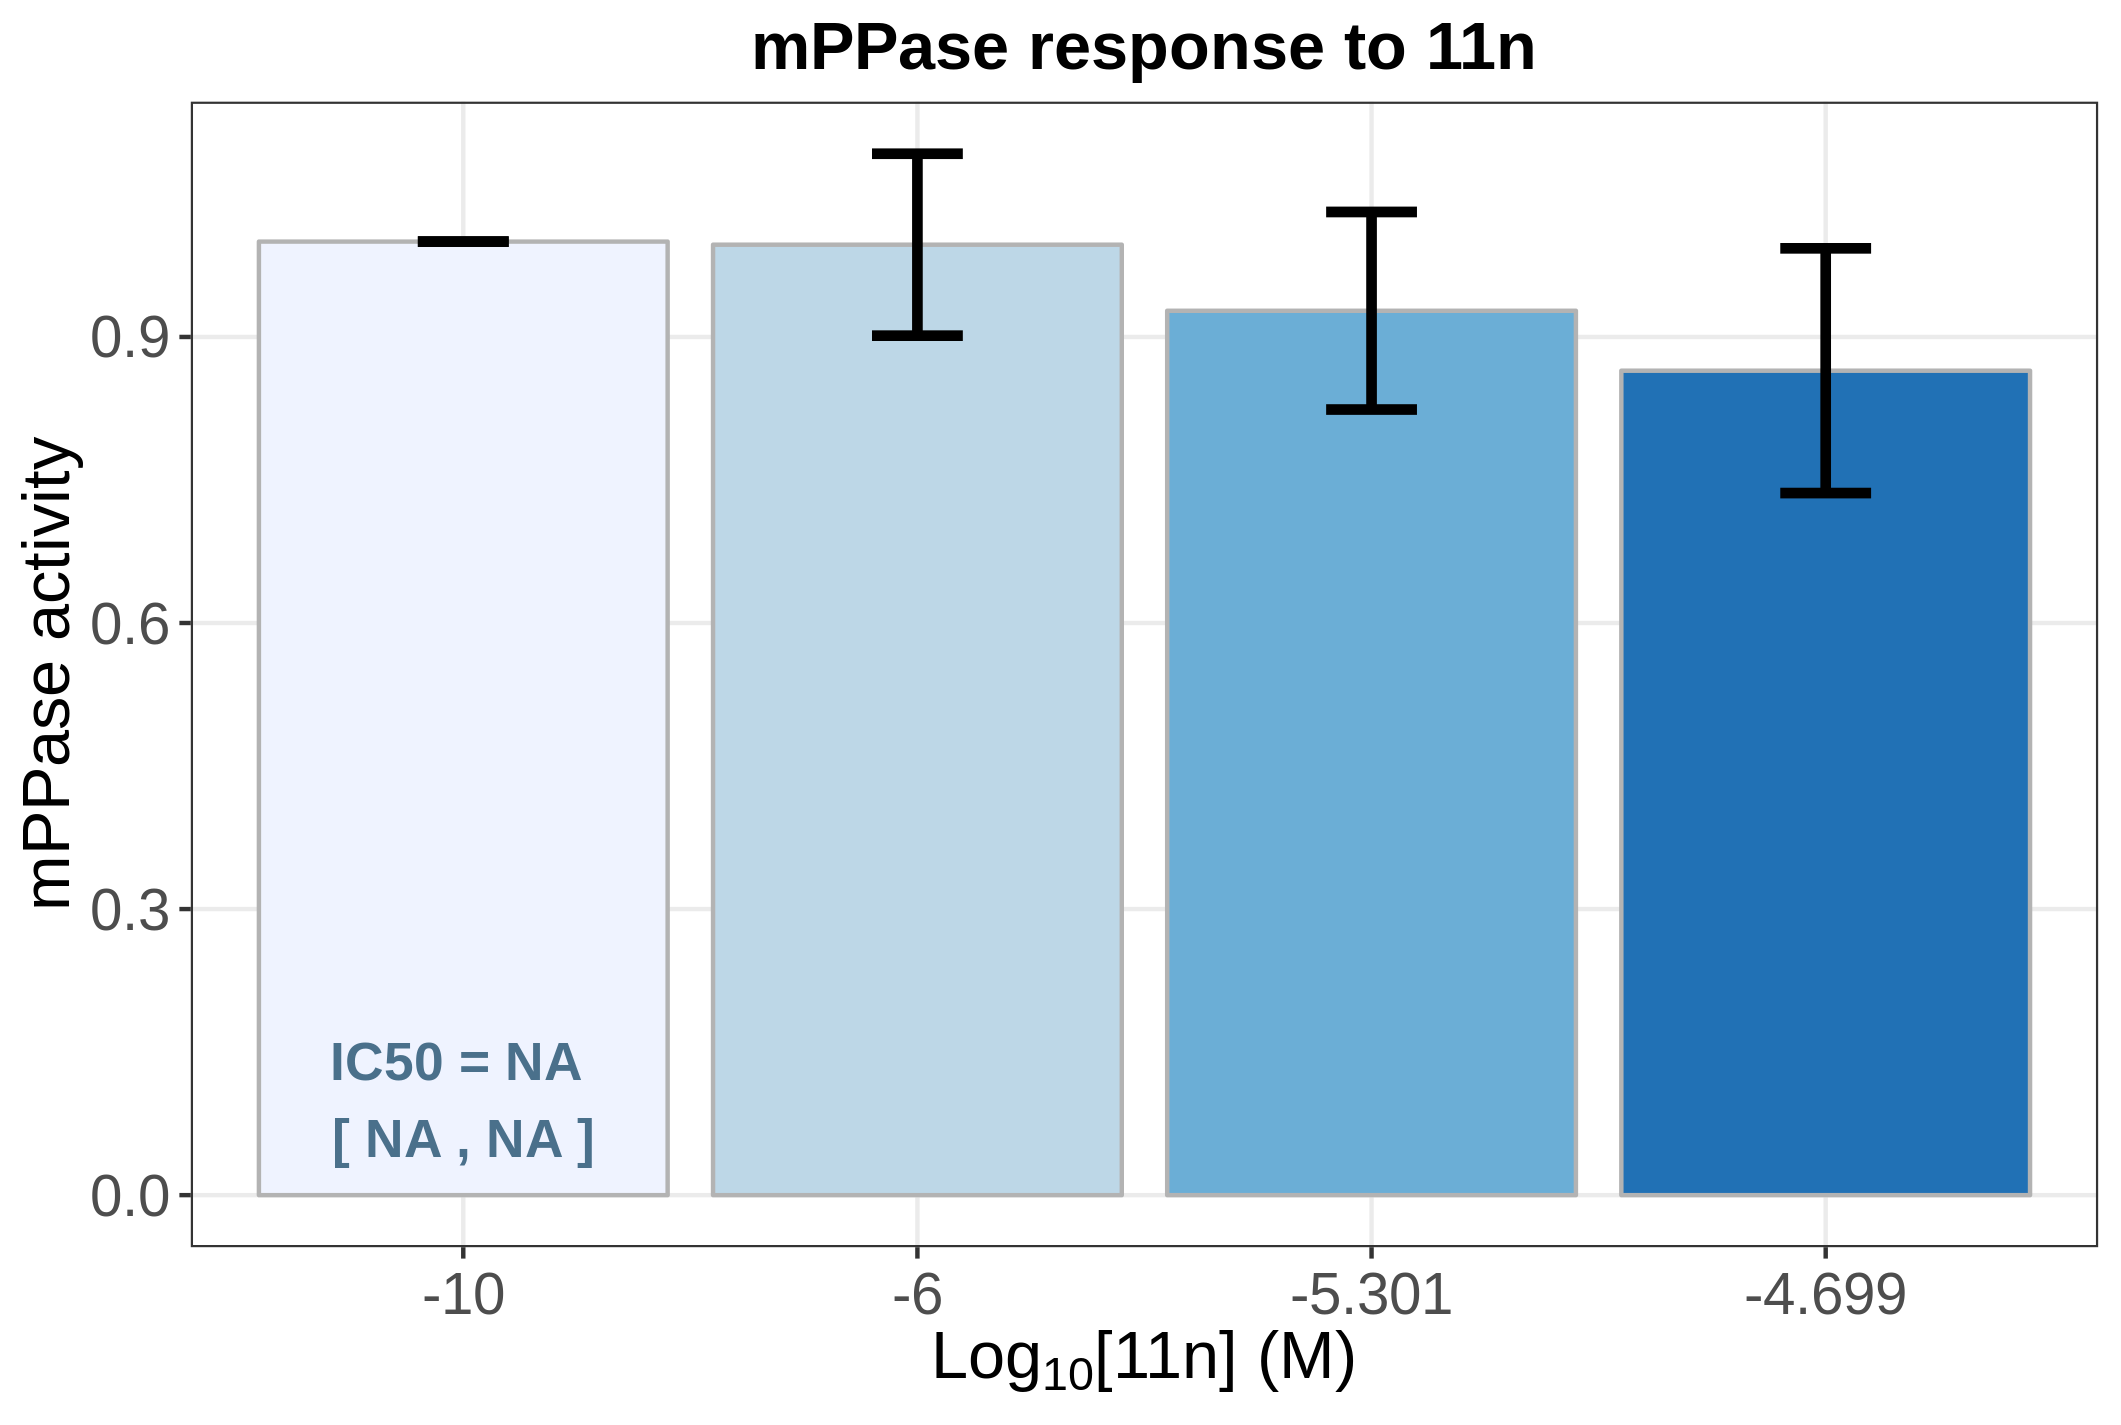 mPPase response to 11n
mPPase activity
0.9
0.6
0.3
0.0
IC50 = NA
[ NA , NA ]
-10
-6
-5.301
-4.699
Log₁₀[11n] (M)